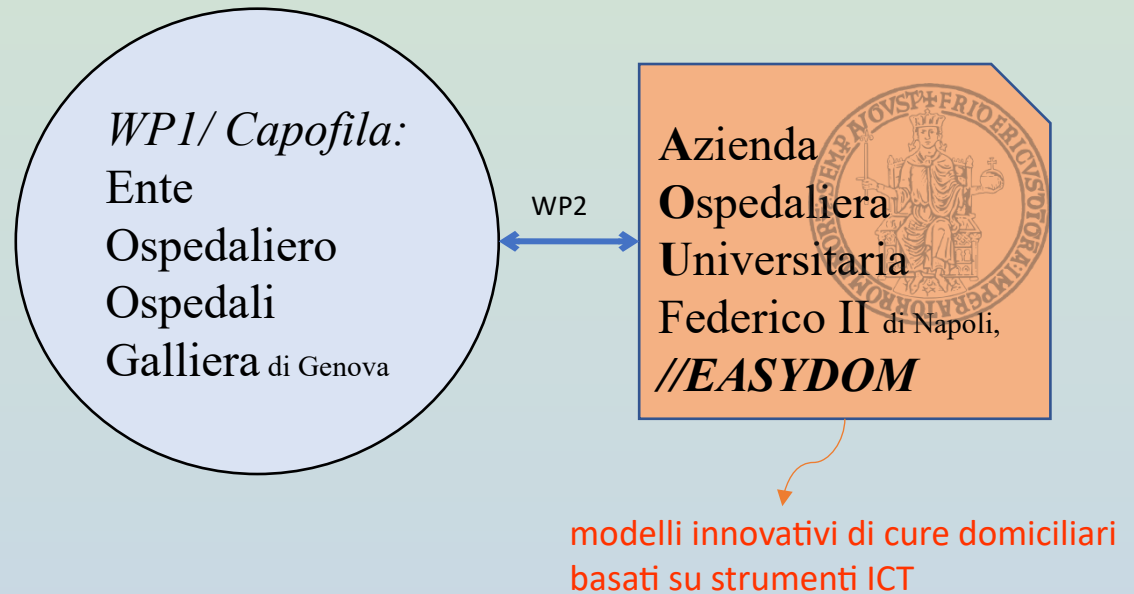 WP1/ Capofila:
Ente
Ospedaliero
Ospedali
Galliera di Genova
WP2
Azienda
Ospedaliera
Universitaria
Federico II di Napoli,
//EASYDOM
modelli innovativi di cure domiciliari
basati su strumenti ICT